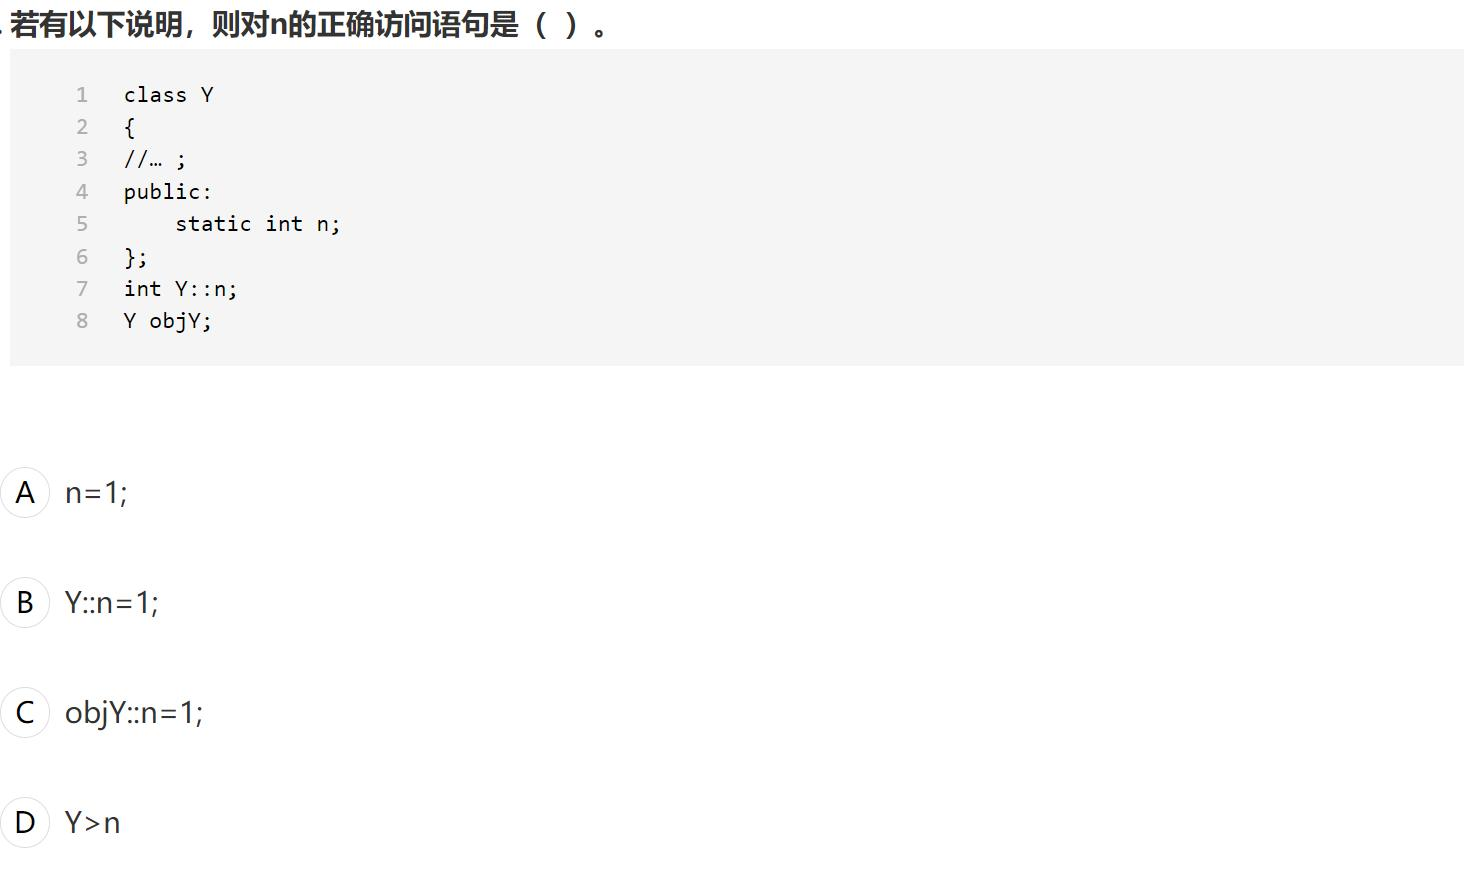 . 若有以下说明，则对n的正确访问语句是（ ）。
1 class Y
2 {
3 //… ;
4 public:
5     static int n;
6 };
7 int Y::n;
8 Y objY;
A n=1;
B Y::n=1;
C objY::n=1;
D Y>n